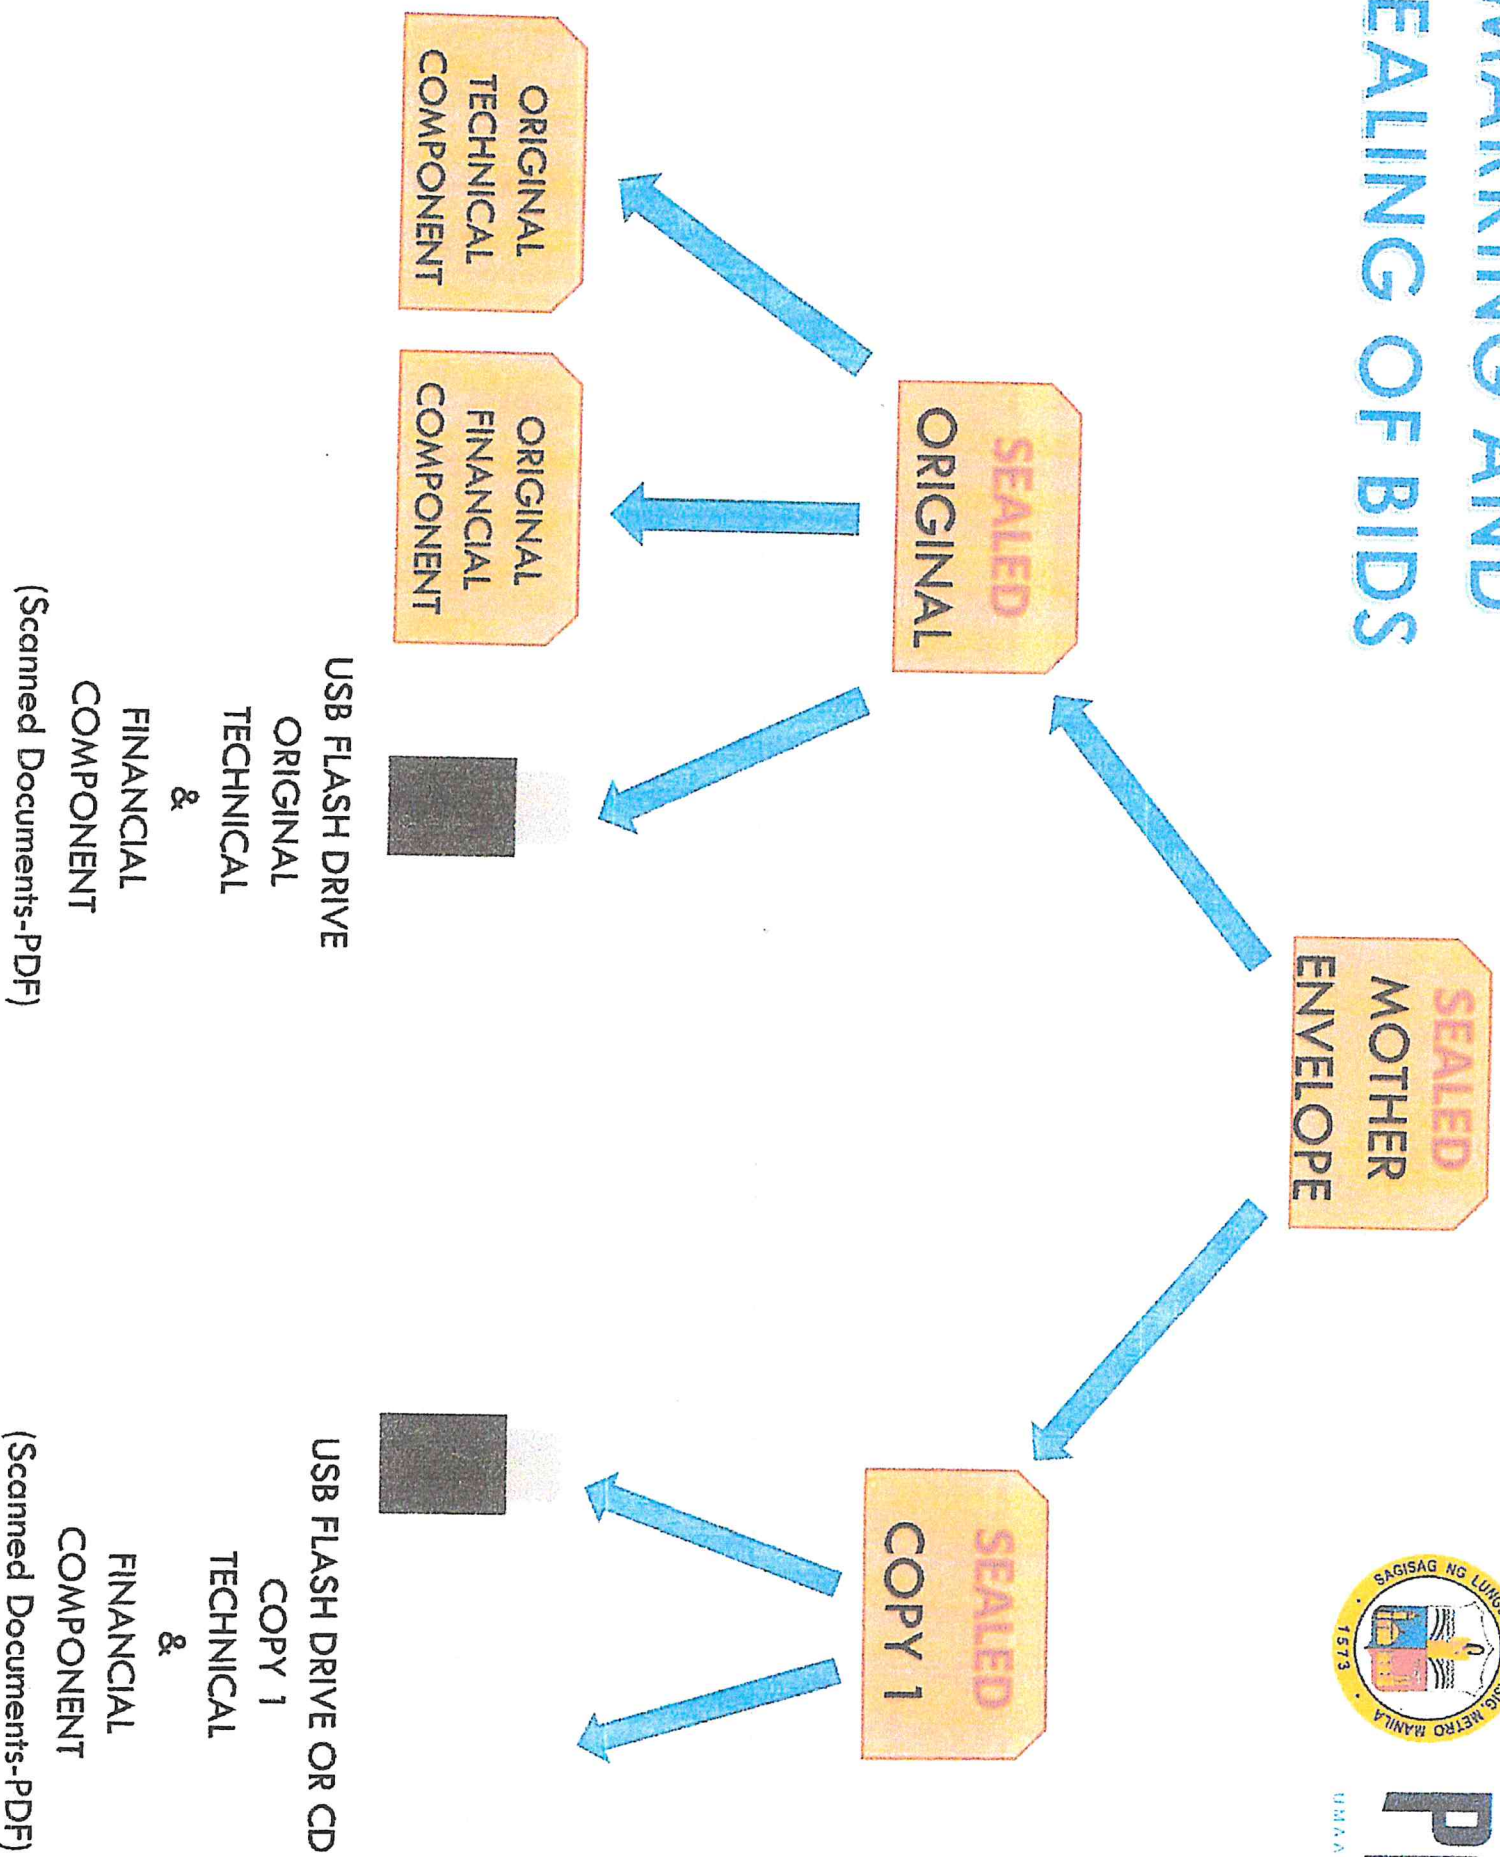 MARKING AND
EALING OF BIDS
SAGISAG NG
METRO MANILA
1573
SEALED
MOTHER
ENVELOPE
SEALED
ORIGINAL
SEALED
COPY 1
ORIGINAL
TECHNICAL
COMPONENT
ORIGINAL
FINANCIAL
COMPONENT
USB FLASH DRIVE
ORIGINAL
TECHNICAL
&
FINANCIAL
COMPONENT
(Scanned Documents-PDF)
USB FLASH DRIVE OR CD
COPY 1
TECHNICAL
&
FINANCIAL
COMPONENT
(Scanned Documents-PDF)